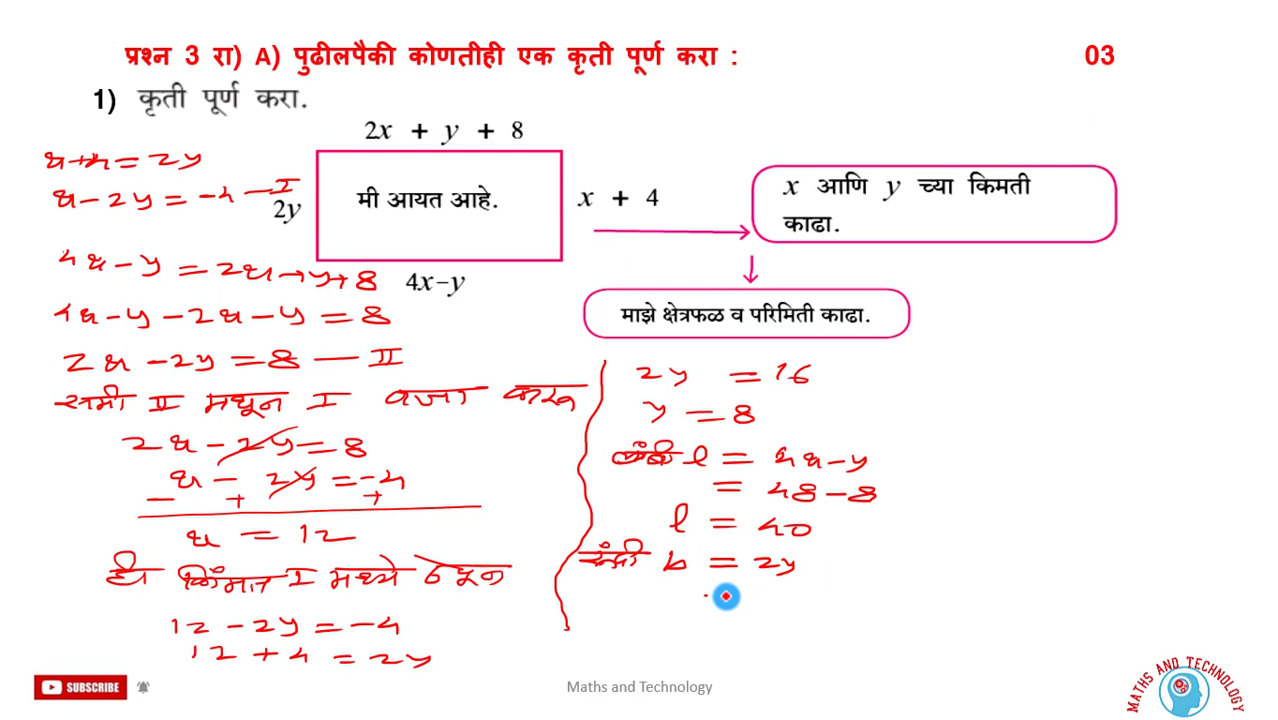 प्रश्न 3 रा) A) पुढीलपैकी कोणतीही एक कृती पूर्ण करा : 03
1) कृती पूर्ण करा.
2x + y + 8
2y
मी आयत आहे.
x + 4
4x-y
x आणि y च्या किमती
काढा.
माझे क्षेत्रफळ व परिमिती काढा.
x+4 = 2y
x - 2y = -4 — I
4x - y = 2x + y + 8
4x - y - 2x - y = 8
2x - 2y = 8 — II
समी II मधून I वजा करून
2x - 2y = 8
x - 2y = -4
- + +
x = 12
ही किंमत I मध्ये ठेवून
12 - 2y = -4
12 + 4 = 2y
2y = 16
y = 8
लांबी l = 4x - y
= 48 - 8
l = 40
रुंदी b = 2y
SUBSCRIBE
Maths and Technology
MATHS AND TECHNOLOGY